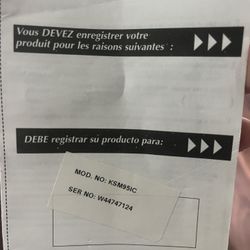 Vous DEVEZ enregistrer votre
produit pour les raisons suivantes :
DEBE registrar su producto para:
MOD. NO: KSM95IC
SER NO: W44747124